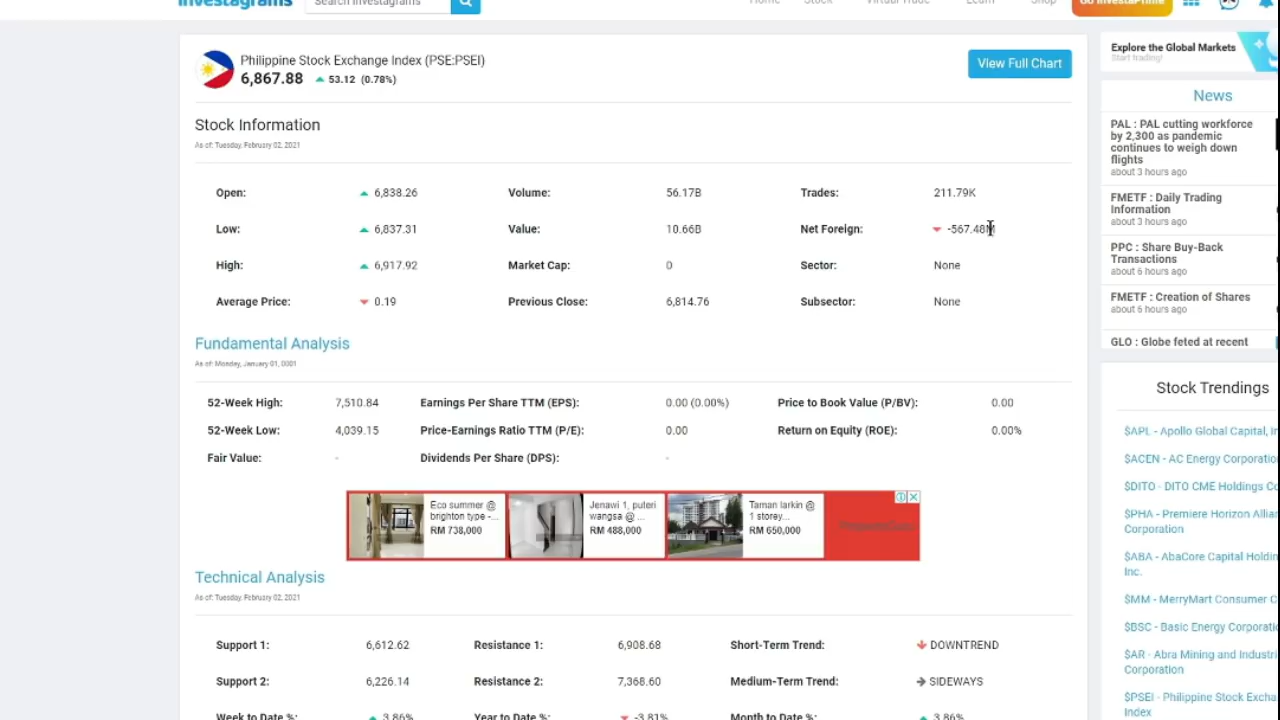 Investagrams
Search Investagrams
Home Stock Virtual Trade Learn Shop
Go InvestaPrime
Philippine Stock Exchange Index (PSE:PSEI)
6,867.88 53.12 (0.78%)
View Full Chart
Stock Information
As of: Tuesday, February 02, 2021
Open: 6,838.26 Volume: 56.17B Trades: 211.79K
Low: 6,837.31 Value: 10.66B Net Foreign: -567.48M
High: 6,917.92 Market Cap: 0 Sector: None
Average Price: 0.19 Previous Close: 6,814.76 Subsector: None
Fundamental Analysis
As of: Monday, January 01, 0001
52-Week High: 7,510.84 Earnings Per Share TTM (EPS): 0.00 (0.00%) Price to Book Value (P/BV): 0.00
52-Week Low: 4,039.15 Price-Earnings Ratio TTM (P/E): 0.00 Return on Equity (ROE): 0.00%
Fair Value: - Dividends Per Share (DPS): -
Eco summer @
brighton type -...
RM 738,000
Jenawi 1, puteri
wangsa @ ...
RM 488,000
Taman larkin @
1 storey...
RM 650,000
Technical Analysis
As of: Tuesday, February 02, 2021
Support 1: 6,612.62 Resistance 1: 6,908.68 Short-Term Trend: DOWNTREND
Support 2: 6,226.14 Resistance 2: 7,368.60 Medium-Term Trend: SIDEWAYS
Week to Date %: 3.86% Year to Date %: -3.81% Month to Date %: 3.86%
Explore the Global Markets
Start trading!
News
PAL : PAL cutting workforce
by 2,300 as pandemic
continues to weigh down
flights
about 3 hours ago
FMETF : Daily Trading
Information
about 3 hours ago
PPC : Share Buy-Back
Transactions
about 6 hours ago
FMETF : Creation of Shares
about 6 hours ago
GLO : Globe feted at recent
Stock Trendings
$APL - Apollo Global Capital, In
$ACEN - AC Energy Corporatio
$DITO - DITO CME Holdings Co
$PHA - Premiere Horizon Allian
Corporation
$ABA - AbaCore Capital Holdin
Inc.
$MM - MerryMart Consumer C
$BSC - Basic Energy Corporati
$AR - Abra Mining and Industri
Corporation
$PSEI - Philippine Stock Excha
Index